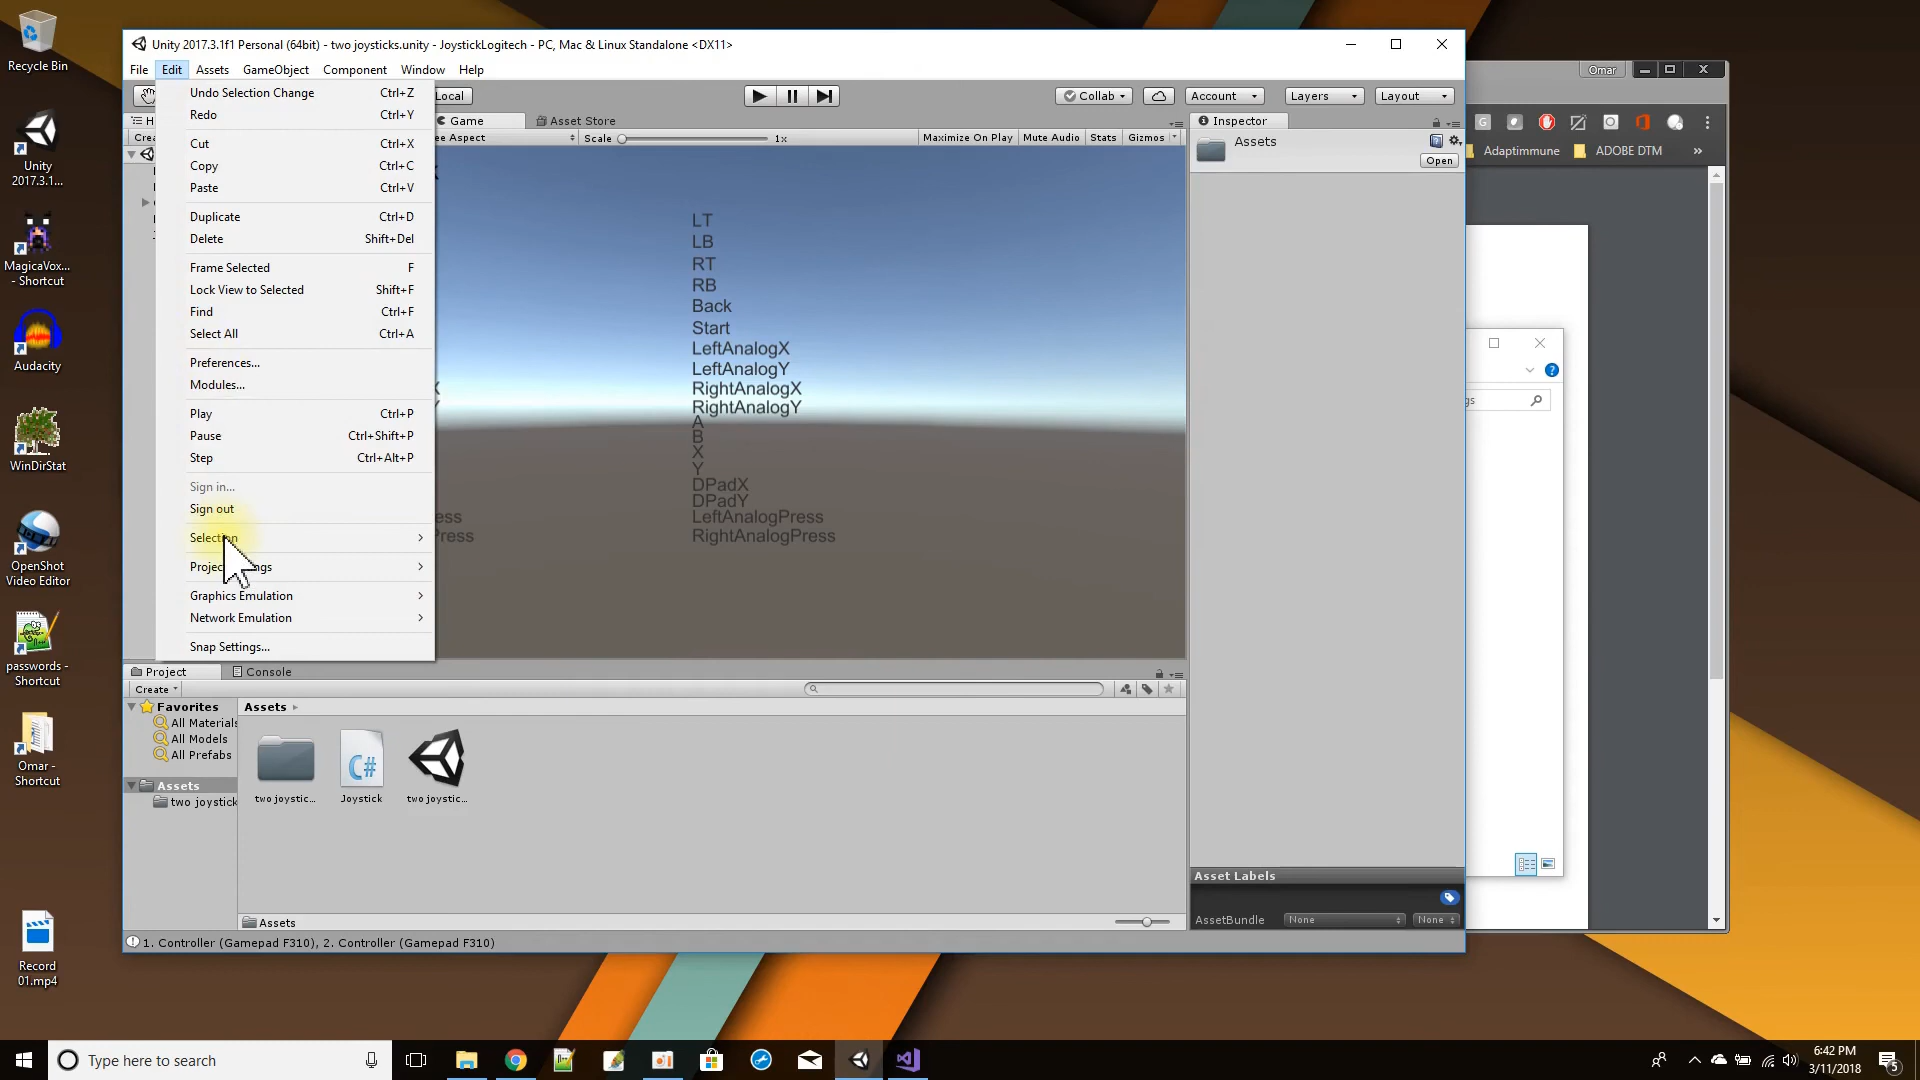 Recycle Bin
Unity 2017.3.1f1 Personal (64bit) - two joysticks.unity - JoystickLogitech - PC, Mac & Linux Standalone <DX11>
Omar
File Edit Assets GameObject Component Window Help
Undo Selection Change Ctrl+Z
Redo Ctrl+Y
Cut Ctrl+X
Copy Ctrl+C
Paste Ctrl+V
Duplicate Ctrl+D
Delete Shift+Del
Frame Selected F
Lock View to Selected Shift+F
Find Ctrl+F
Select All Ctrl+A
Preferences...
Modules...
Play Ctrl+P
Pause Ctrl+Shift+P
Step Ctrl+Alt+P
Sign in...
Sign out
Selection
Graphics Emulation
Network Emulation
Snap Settings...
Local
Collab
Account
Layers
Layout
Game
Asset Store
Scale 1x
Maximize On Play Mute Audio Stats Gizmos
LT
LB
RT
RB
Back
Start
LeftAnalogX
LeftAnalogY
RightAnalogX
RightAnalogY
A
B
X
Y
DPadX
DPadY
LeftAnalogPress
RightAnalogPress
Inspector
Assets
Open
Adaptimmune
ADOBE DTM
Asset Labels
AssetBundle None None
Project
Console
Create
Favorites
All Materials
All Models
All Prefabs
Assets
two joystick
Assets
two joystic...
C#
Joystick
two joystic...
Assets
1. Controller (Gamepad F310), 2. Controller (Gamepad F310)
Unity
2017.3.1...
MagicaVox...
- Shortcut
Audacity
WinDirStat
OpenShot
Video Editor
passwords -
Shortcut
Omar -
Shortcut
Record
01.mp4
Type here to search
6:42 PM
3/11/2018
5